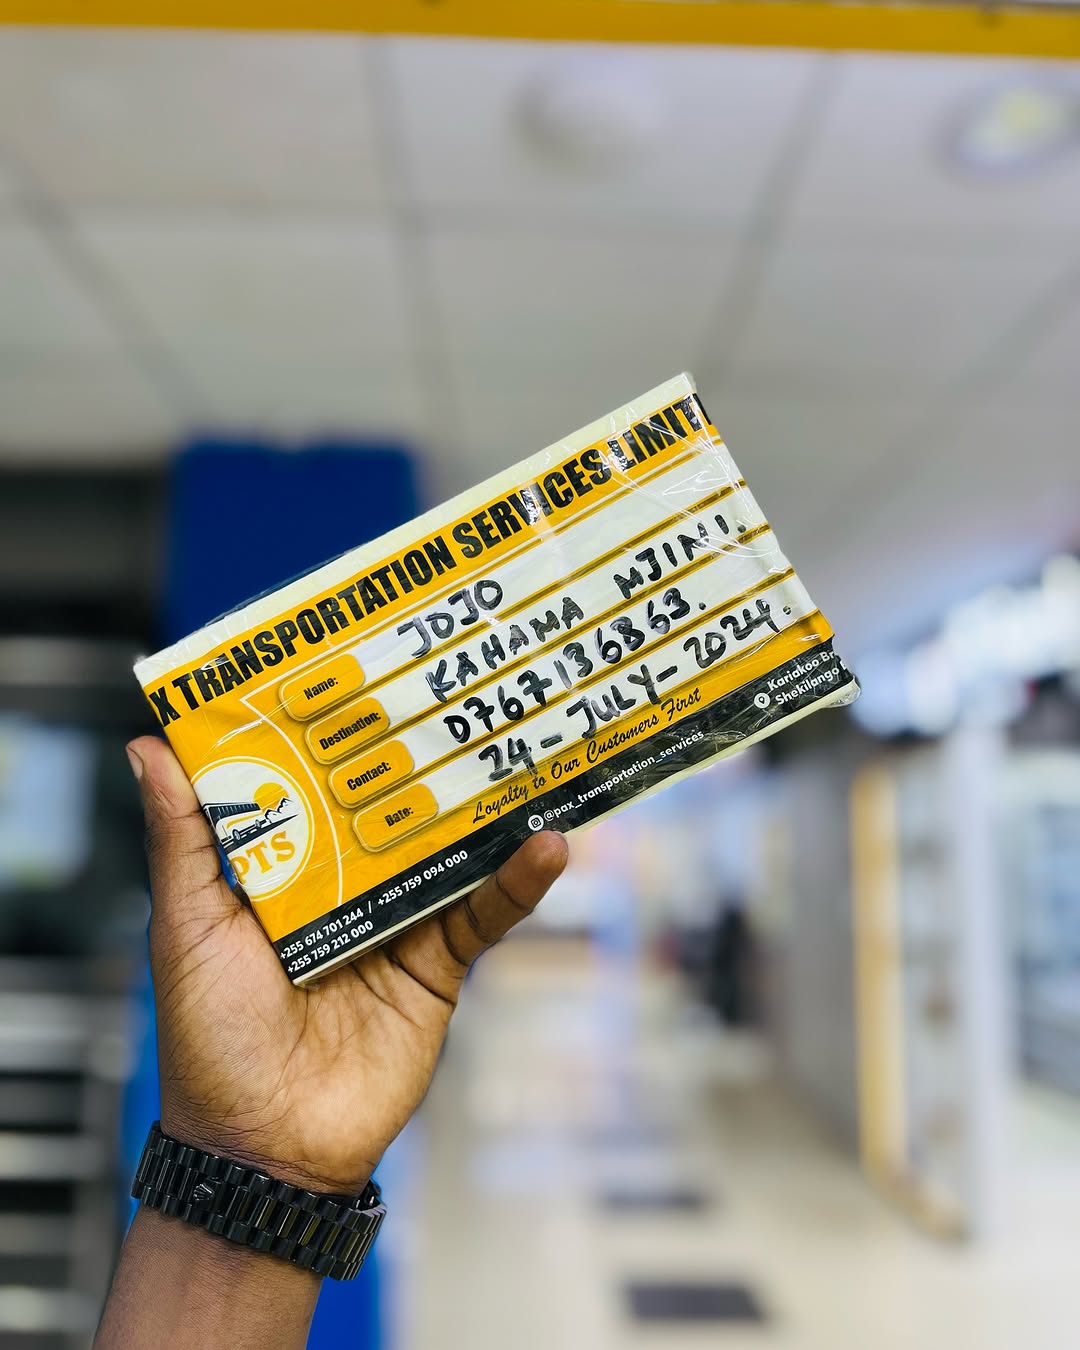 X TRANSPORTATION SERVICES LIMIT
Name: JOJO
Destination: KAHAMA MJINI.
Contact: 0767136863.
Date: 24-JULY-2024.
Loyalty to Our Customers First
PTS
+255 674 701 244 / +255 759 094 000
+255 759 212 000
@pax_transportation_services
Kariakoo Br
Shekilango